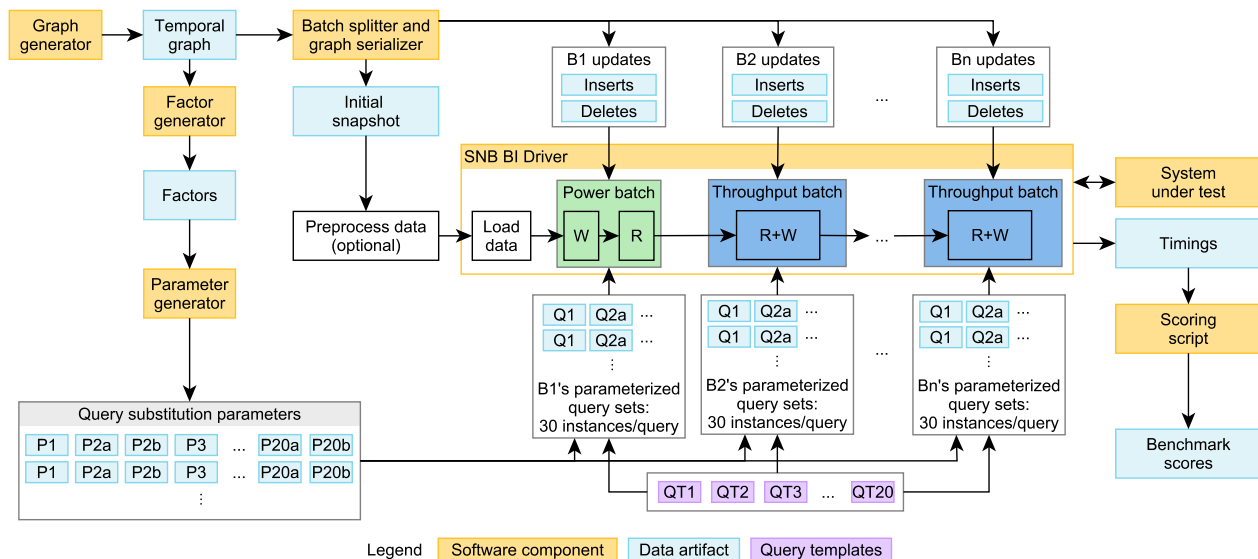 Graph
generator
Temporal
graph
Batch splitter and
graph serializer
B1 updates
Inserts
Deletes
B2 updates
Inserts
Deletes
...
Bn updates
Inserts
Deletes
Factor
generator
Initial
snapshot
Factors
Preprocess data
(optional)
SNB BI Driver
Load
data
Power batch
W
R
Throughput batch
R+W
...
Throughput batch
R+W
System
under test
Timings
Scoring
script
Benchmark
scores
Parameter
generator
Q1 Q2a ...
Q1 Q2a ...
⋮
B1's parameterized
query sets:
30 instances/query
Q1 Q2a ...
Q1 Q2a ...
⋮
B2's parameterized
query sets:
30 instances/query
...
Q1 Q2a ...
Q1 Q2a ...
⋮
Bn's parameterized
query sets:
30 instances/query
Query substitution parameters
P1 P2a P2b P3 ... P20a P20b
P1 P2a P2b P3 ... P20a P20b
⋮
QT1 QT2 QT3 ... QT20
Legend Software component Data artifact Query templates